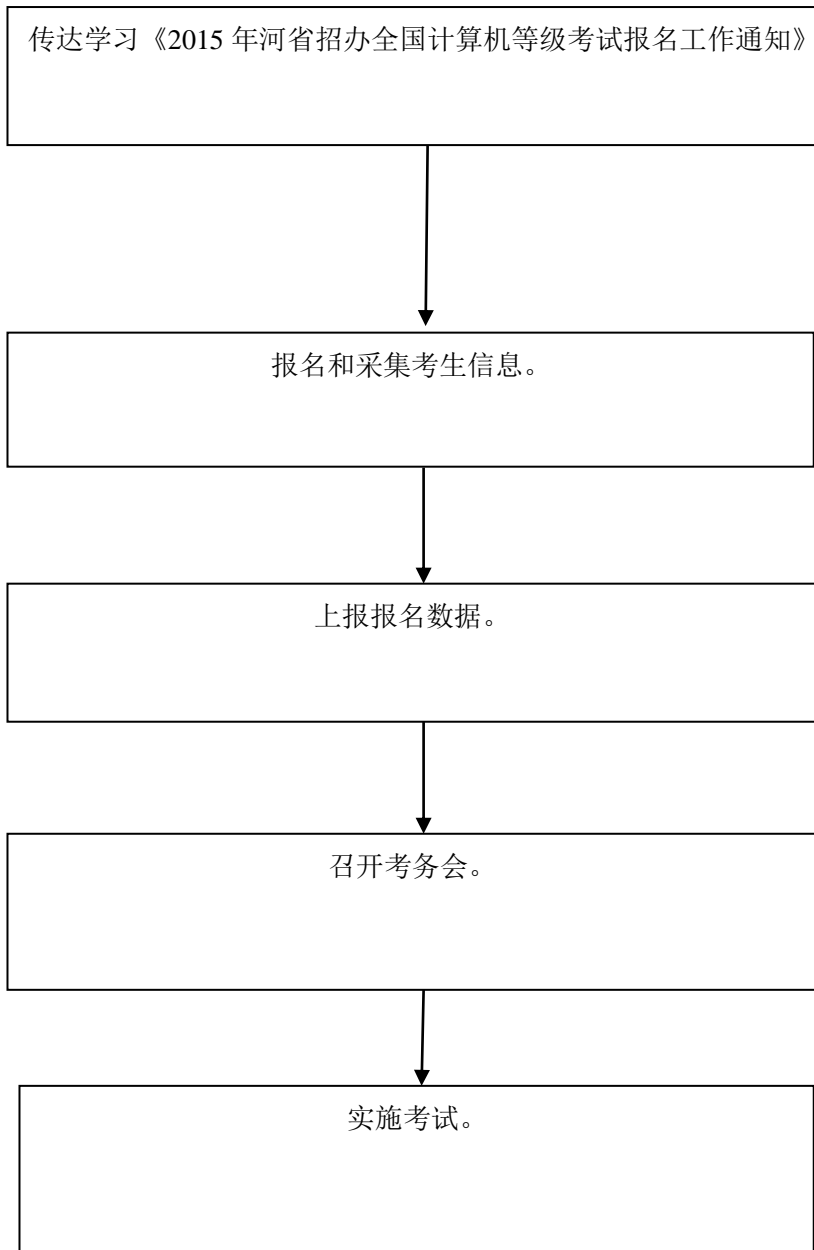 传达学习《2015 年河省招办全国计算机等级考试报名工作通知》
报名和采集考生信息。
上报报名数据。
召开考务会。
实施考试。